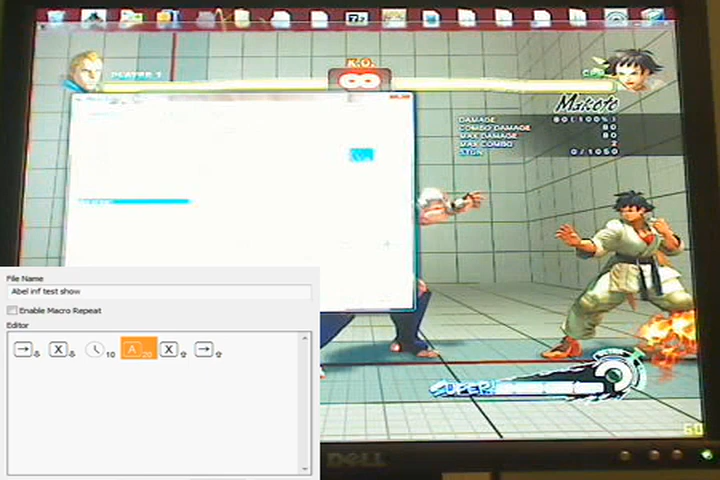 K.O.
PLAYER 1
CPU
Makoto
DAMAGE 80(100%)
COMBO DAMAGE 80
MAX DAMAGE 80
MAX COMBO 2
STUN 0/1050
File Name
Abel inf test show
Enable Macro Repeat
Editor
X 10 A 20 X
SUPER
60
DELL